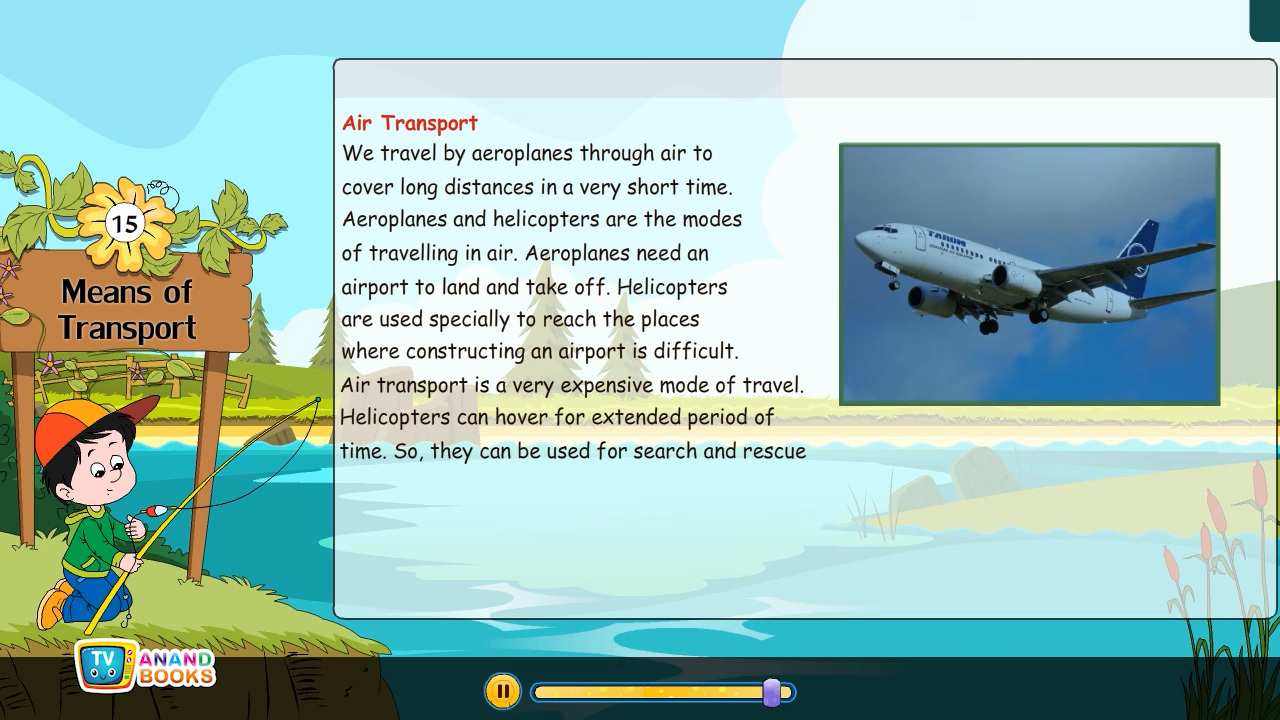 15
Means of
Transport
Air Transport
We travel by aeroplanes through air to
cover long distances in a very short time.
Aeroplanes and helicopters are the modes
of travelling in air. Aeroplanes need an
airport to land and take off. Helicopters
are used specially to reach the places
where constructing an airport is difficult.
Air transport is a very expensive mode of travel.
Helicopters can hover for extended period of
time. So, they can be used for search and rescue
TAROM
TV
ANAND
BOOKS